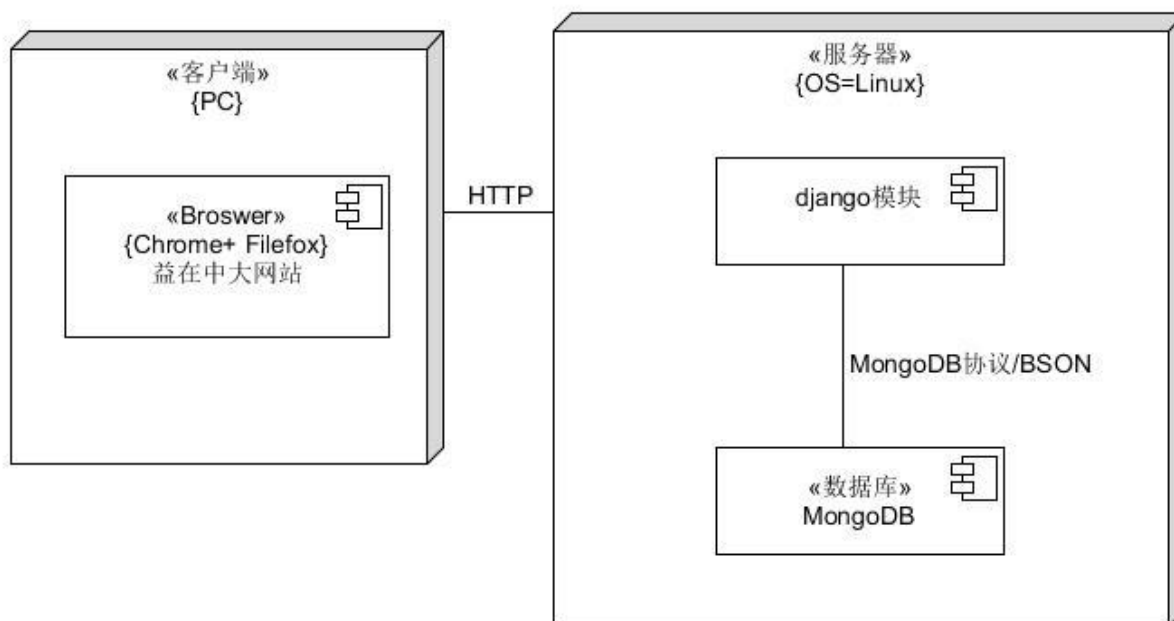 «客户端»
{PC}
«Broswer»
{Chrome+ Filefox}
益在中大网站
HTTP
«服务器»
{OS=Linux}
django模块
MongoDB协议/BSON
«数据库»
MongoDB